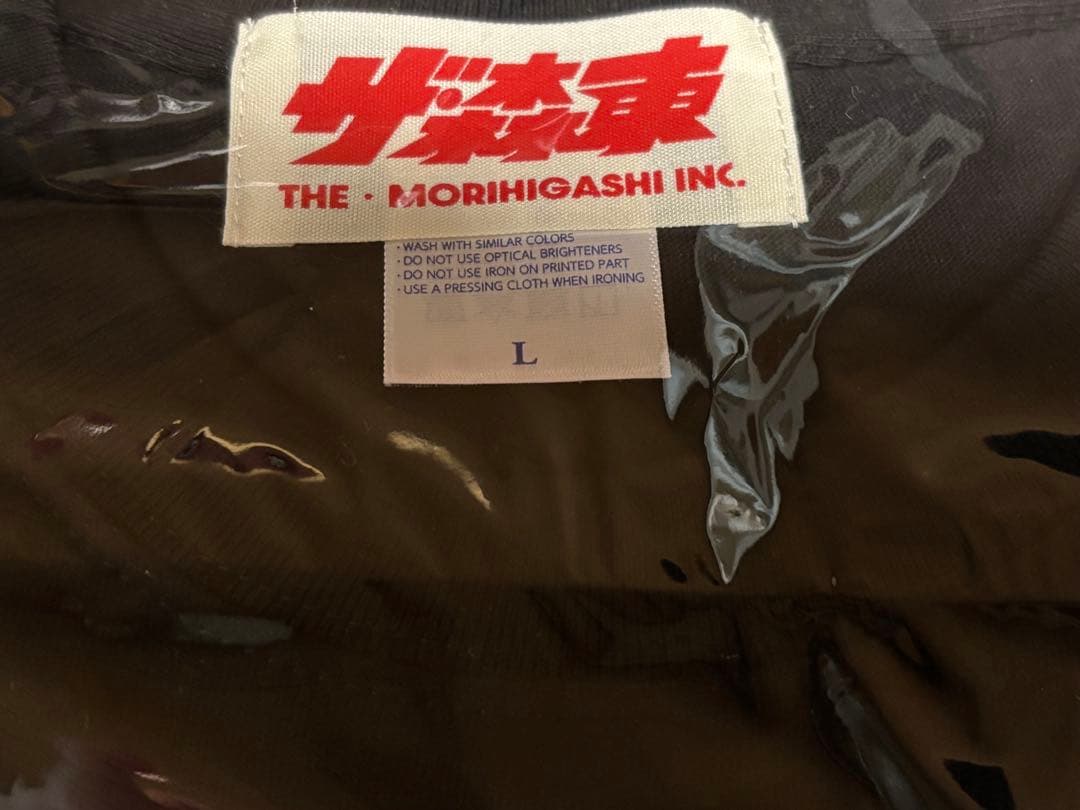 ザ・森東
THE・MORIHIGASHI INC.
・WASH WITH SIMILAR COLORS
・DO NOT USE OPTICAL BRIGHTENERS
・DO NOT USE IRON ON PRINTED PART
・USE A PRESSING CLOTH WHEN IRONING
L